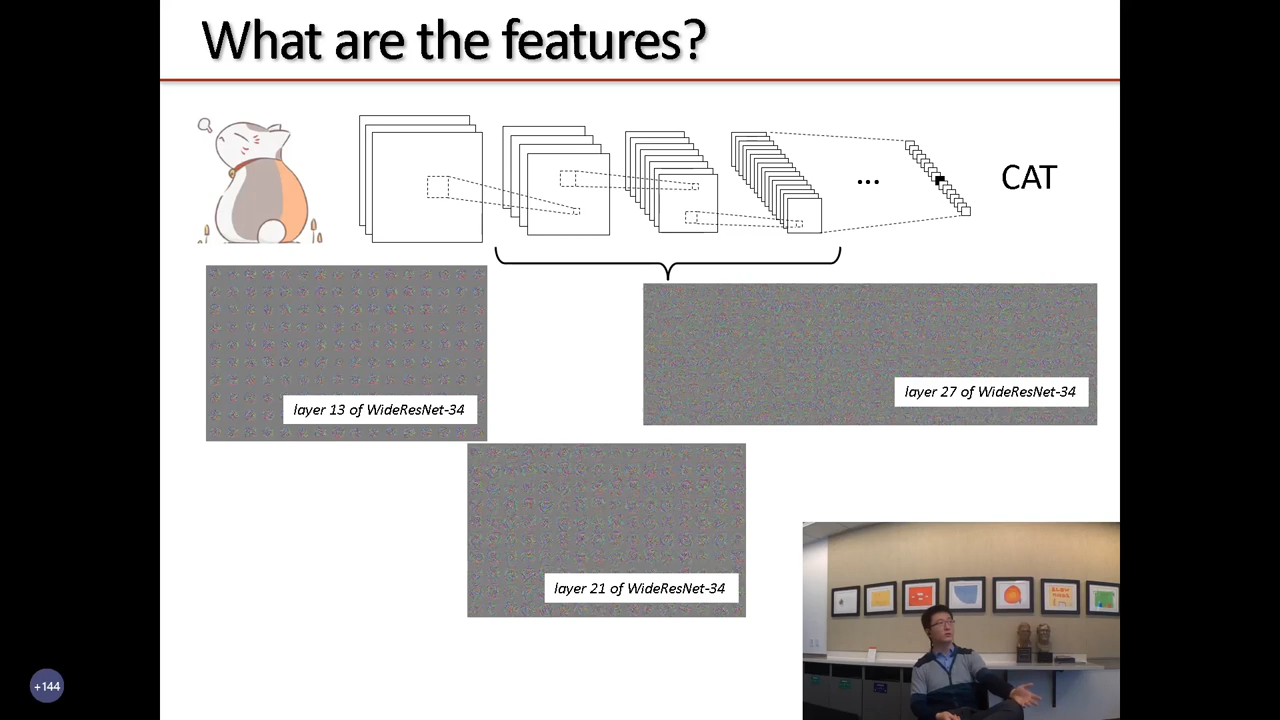 What are the features?
CAT
...
layer 13 of WideResNet-34
layer 27 of WideResNet-34
layer 21 of WideResNet-34
+144